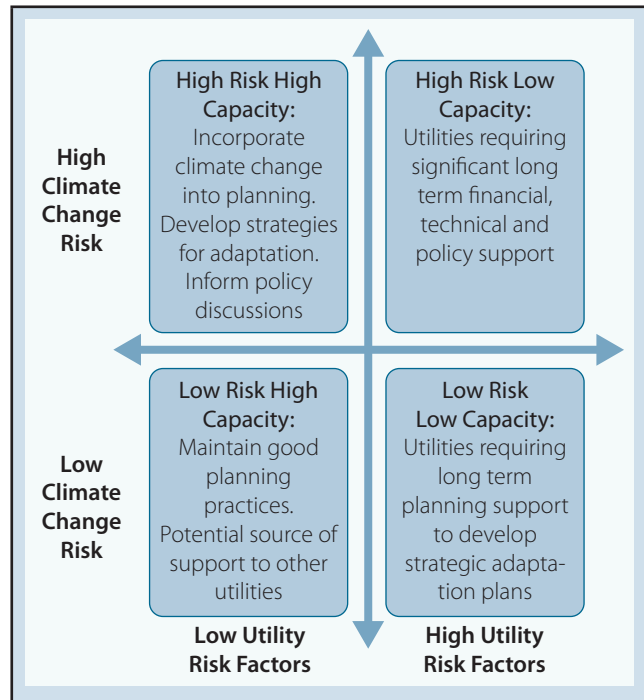 High
Climate
Change
Risk
High Risk High
Capacity:
Incorporate
climate change
into planning.
Develop strategies
for adaptation.
Inform policy
discussions
High Risk Low
Capacity:
Utilities requiring
significant long
term financial,
technical and
policy support
Low
Climate
Change
Risk
Low Risk High
Capacity:
Maintain good
planning
practices.
Potential source of
support to other
utilities
Low Risk
Low Capacity:
Utilities requiring
long term
planning support
to develop
strategic adapta-
tion plans
Low Utility
Risk Factors
High Utility
Risk Factors